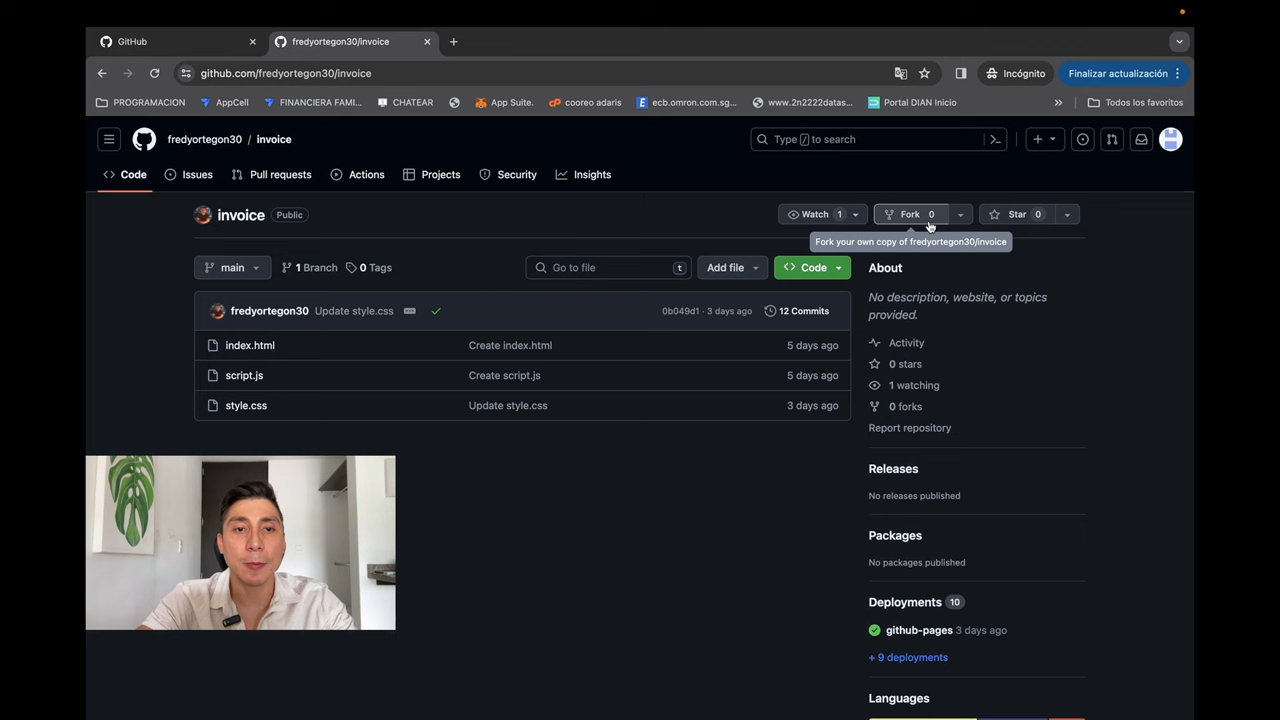 GitHub
fredyortegon30/invoice
github.com/fredyortegon30/invoice
Incógnito
Finalizar actualización
PROGRAMACION
AppCell
FINANCIERA FAMI...
CHATEAR
App Suite.
cooreo adaris
ecb.omron.com.sg...
www.2n2222datas...
Portal DIAN Inicio
»
Todos los favoritos
fredyortegon30 / invoice
Type / to search
Code
Issues
Pull requests
Actions
Projects
Security
Insights
invoice Public
Watch 1
Fork 0
Star 0
Fork your own copy of fredyortegon30/invoice
main
1 Branch
0 Tags
Go to file t
Add file
<> Code
fredyortegon30 Update style.css
0b049d1 · 3 days ago
12 Commits
index.html Create index.html 5 days ago
script.js Create script.js 5 days ago
style.css Update style.css 3 days ago
About
No description, website, or topics
provided.
Activity
0 stars
1 watching
0 forks
Report repository
Releases
No releases published
Packages
No packages published
Deployments 10
github-pages 3 days ago
+ 9 deployments
Languages